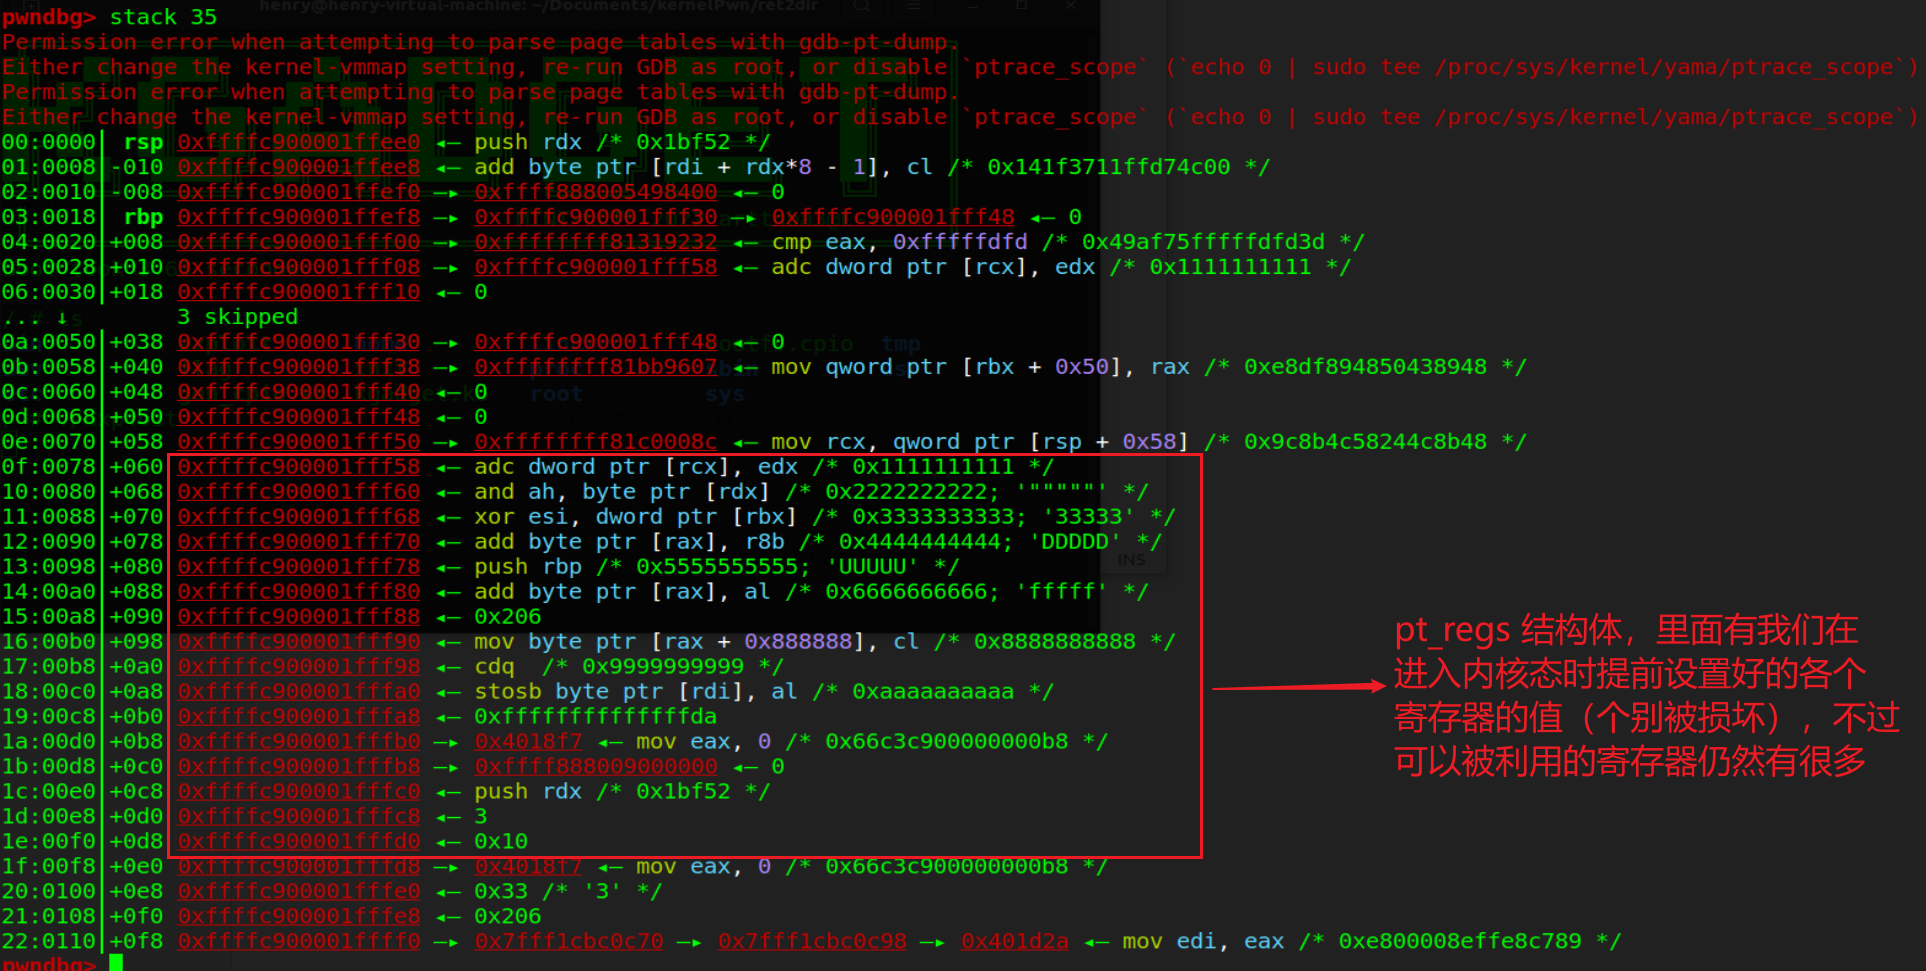 henry@henry-virtual-machine: ~/Documents/kernelPwn/ret2dir
pwndbg> stack 35
Permission error when attempting to parse page tables with gdb-pt-dump.
Either change the kernel-vmmap setting, re-run GDB as root, or disable `ptrace_scope` (`echo 0 | sudo tee /proc/sys/kernel/yama/ptrace_scope`)
Permission error when attempting to parse page tables with gdb-pt-dump.
Either change the kernel-vmmap setting, re-run GDB as root, or disable `ptrace_scope` (`echo 0 | sudo tee /proc/sys/kernel/yama/ptrace_scope`)
00:0000│ rsp 0xffffc900001ffee0 ◂— push rdx /* 0x1bf52 */
01:0008│-010 0xffffc900001ffee8 ◂— add byte ptr [rdi + rdx*8 - 1], cl /* 0x141f3711ffd74c00 */
02:0010│-008 0xffffc900001ffef0 —▸ 0xffff888005498400 ◂— 0
03:0018│ rbp 0xffffc900001ffef8 —▸ 0xffffc900001fff30 —▸ 0xffffc900001fff48 ◂— 0
04:0020│+008 0xffffc900001fff00 —▸ 0xffffffff81319232 ◂— cmp eax, 0xfffffdfd /* 0x49af75fffffdfd3d */
05:0028│+010 0xffffc900001fff08 —▸ 0xffffc900001fff58 ◂— adc dword ptr [rcx], edx /* 0x1111111111 */
06:0030│+018 0xffffc900001fff10 ◂— 0
... ↓ 3 skipped
0a:0050│+038 0xffffc900001fff30 —▸ 0xffffc900001fff48 ◂— 0
0b:0058│+040 0xffffc900001fff38 —▸ 0xffffffff81bb9607 ◂— mov qword ptr [rbx + 0x50], rax /* 0xe8df894850438948 */
0c:0060│+048 0xffffc900001fff40 ◂— 0
0d:0068│+050 0xffffc900001fff48 ◂— 0
0e:0070│+058 0xffffc900001fff50 —▸ 0xffffffff81c0008c ◂— mov rcx, qword ptr [rsp + 0x58] /* 0x9c8b4c58244c8b48 */
0f:0078│+060 0xffffc900001fff58 ◂— adc dword ptr [rcx], edx /* 0x1111111111 */
10:0080│+068 0xffffc900001fff60 ◂— and ah, byte ptr [rdx] /* 0x2222222222; '"""""' */
11:0088│+070 0xffffc900001fff68 ◂— xor esi, dword ptr [rbx] /* 0x3333333333; '33333' */
12:0090│+078 0xffffc900001fff70 ◂— add byte ptr [rax], r8b /* 0x4444444444; 'DDDDD' */
13:0098│+080 0xffffc900001fff78 ◂— push rbp /* 0x5555555555; 'UUUUU' */
14:00a0│+088 0xffffc900001fff80 ◂— add byte ptr [rax], al /* 0x6666666666; 'fffff' */
15:00a8│+090 0xffffc900001fff88 ◂— 0x206
16:00b0│+098 0xffffc900001fff90 ◂— mov byte ptr [rax + 0x888888], cl /* 0x8888888888 */
17:00b8│+0a0 0xffffc900001fff98 ◂— cdq /* 0x9999999999 */
18:00c0│+0a8 0xffffc900001fffa0 ◂— stosb byte ptr [rdi], al /* 0xaaaaaaaaaa */
19:00c8│+0b0 0xffffc900001fffa8 ◂— 0xffffffffffffffda
1a:00d0│+0b8 0xffffc900001fffb0 —▸ 0x4018f7 ◂— mov eax, 0 /* 0x66c3c900000000b8 */
1b:00d8│+0c0 0xffffc900001fffb8 —▸ 0xffff888009000000 ◂— 0
1c:00e0│+0c8 0xffffc900001fffc0 ◂— push rdx /* 0x1bf52 */
1d:00e8│+0d0 0xffffc900001fffc8 ◂— 3
1e:00f0│+0d8 0xffffc900001fffd0 ◂— 0x10
1f:00f8│+0e0 0xffffc900001fffd8 —▸ 0x4018f7 ◂— mov eax, 0 /* 0x66c3c900000000b8 */
20:0100│+0e8 0xffffc900001fffe0 ◂— 0x33 /* '3' */
21:0108│+0f0 0xffffc900001fffe8 ◂— 0x206
22:0110│+0f8 0xffffc900001ffff0 —▸ 0x7fff1cbc0c70 —▸ 0x7fff1cbc0c98 —▸ 0x401d2a ◂— mov edi, eax /* 0xe800008effe8c789 */
pwndbg>
pt_regs 结构体，里面有我们在
进入内核态时提前设置好的各个
寄存器的值（个别被损坏），不过
可以被利用的寄存器仍然有很多
tmp
root sys
INS